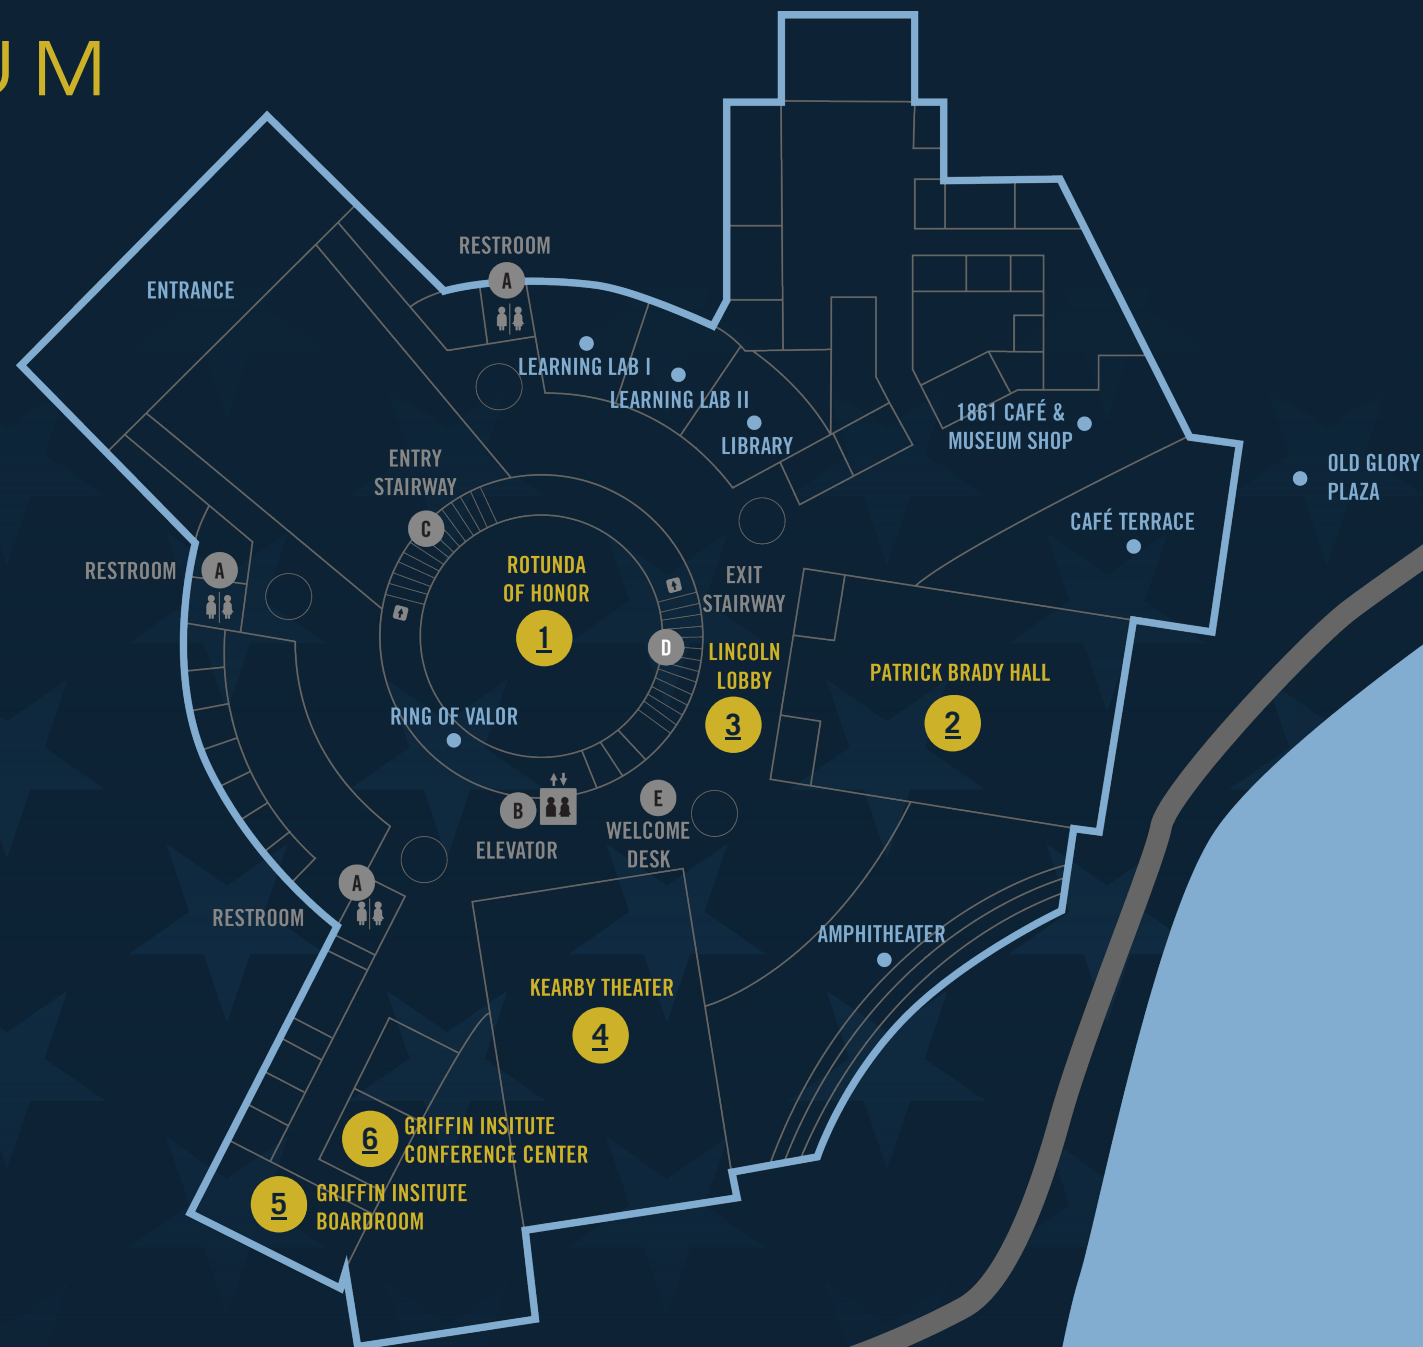 UM
RESTROOM
A
ENTRANCE
LEARNING LAB I
LEARNING LAB II
LIBRARY
1861 CAFÉ &
MUSEUM SHOP
OLD GLORY
PLAZA
CAFÉ TERRACE
ENTRY
STAIRWAY
C
RESTROOM
A
ROTUNDA
OF HONOR
1
EXIT
STAIRWAY
D
LINCOLN
LOBBY
3
PATRICK BRADY HALL
2
RING OF VALOR
B
ELEVATOR
E
WELCOME
DESK
A
RESTROOM
AMPHITHEATER
KEARBY THEATER
4
6
GRIFFIN INSITUTE
CONFERENCE CENTER
5
GRIFFIN INSITUTE
BOARDROOM